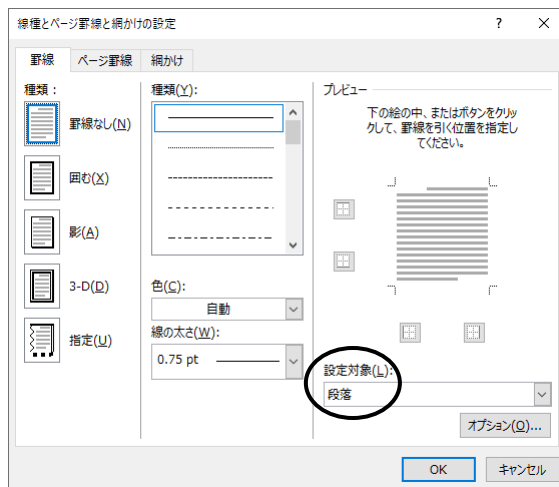 線種とページ罫線と網かけの設定
? ×
罫線 ページ罫線 網かけ
種類：
罫線なし(N)
囲む(X)
影(A)
3-D(D)
指定(U)
種類(Y):
色(C):
自動
線の太さ(W):
0.75 pt
プレビュー
下の絵の中、またはボタンをクリッ
クして、罫線を引く位置を指定し
てください。
設定対象(L):
段落
オプション(O)...
OK キャンセル